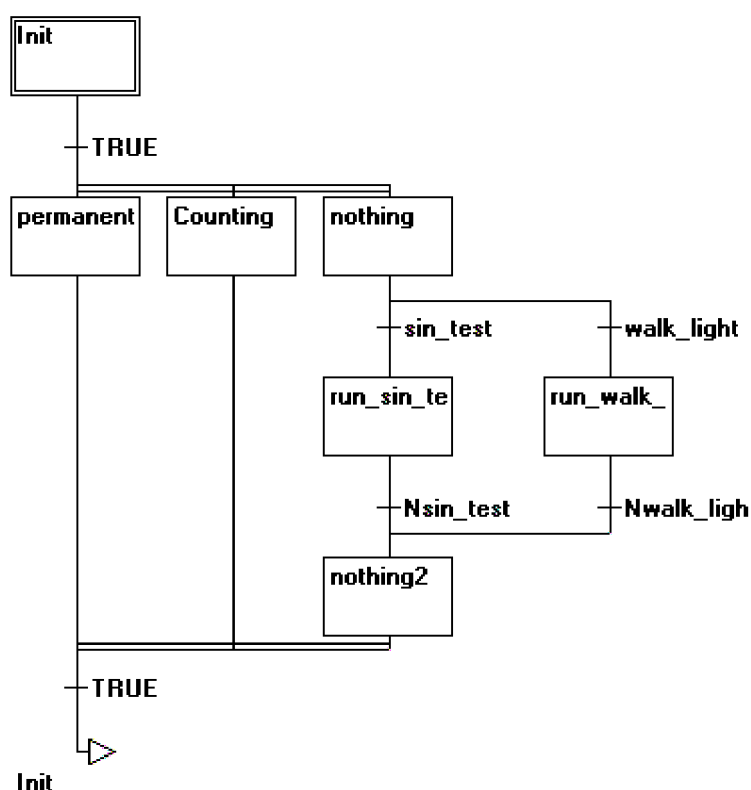 Init
TRUE
permanent
Counting
nothing
sin_test
walk_light
run_sin_te
run_walk_
Nsin_test
Nwalk_ligh
nothing2
TRUE
Init